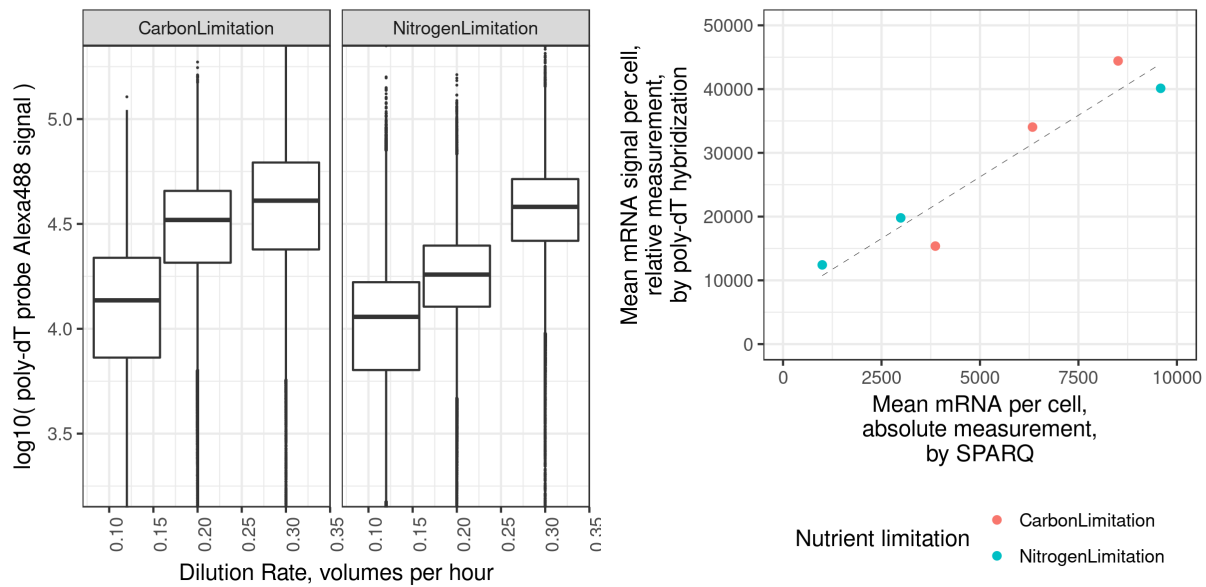 CarbonLimitation
NitrogenLimitation
log10( poly-dT probe Alexa488 signal )
5.0
4.5
4.0
3.5
0.10
0.15
0.20
0.25
0.30
0.35
0.10
0.15
0.20
0.25
0.30
0.35
Dilution Rate, volumes per hour
Mean mRNA signal per cell,
relative measurement,
by poly-dT hybridization
50000
40000
30000
20000
10000
0
0
2500
5000
7500
10000
Mean mRNA per cell,
absolute measurement,
by SPARQ
Nutrient limitation
CarbonLimitation
NitrogenLimitation